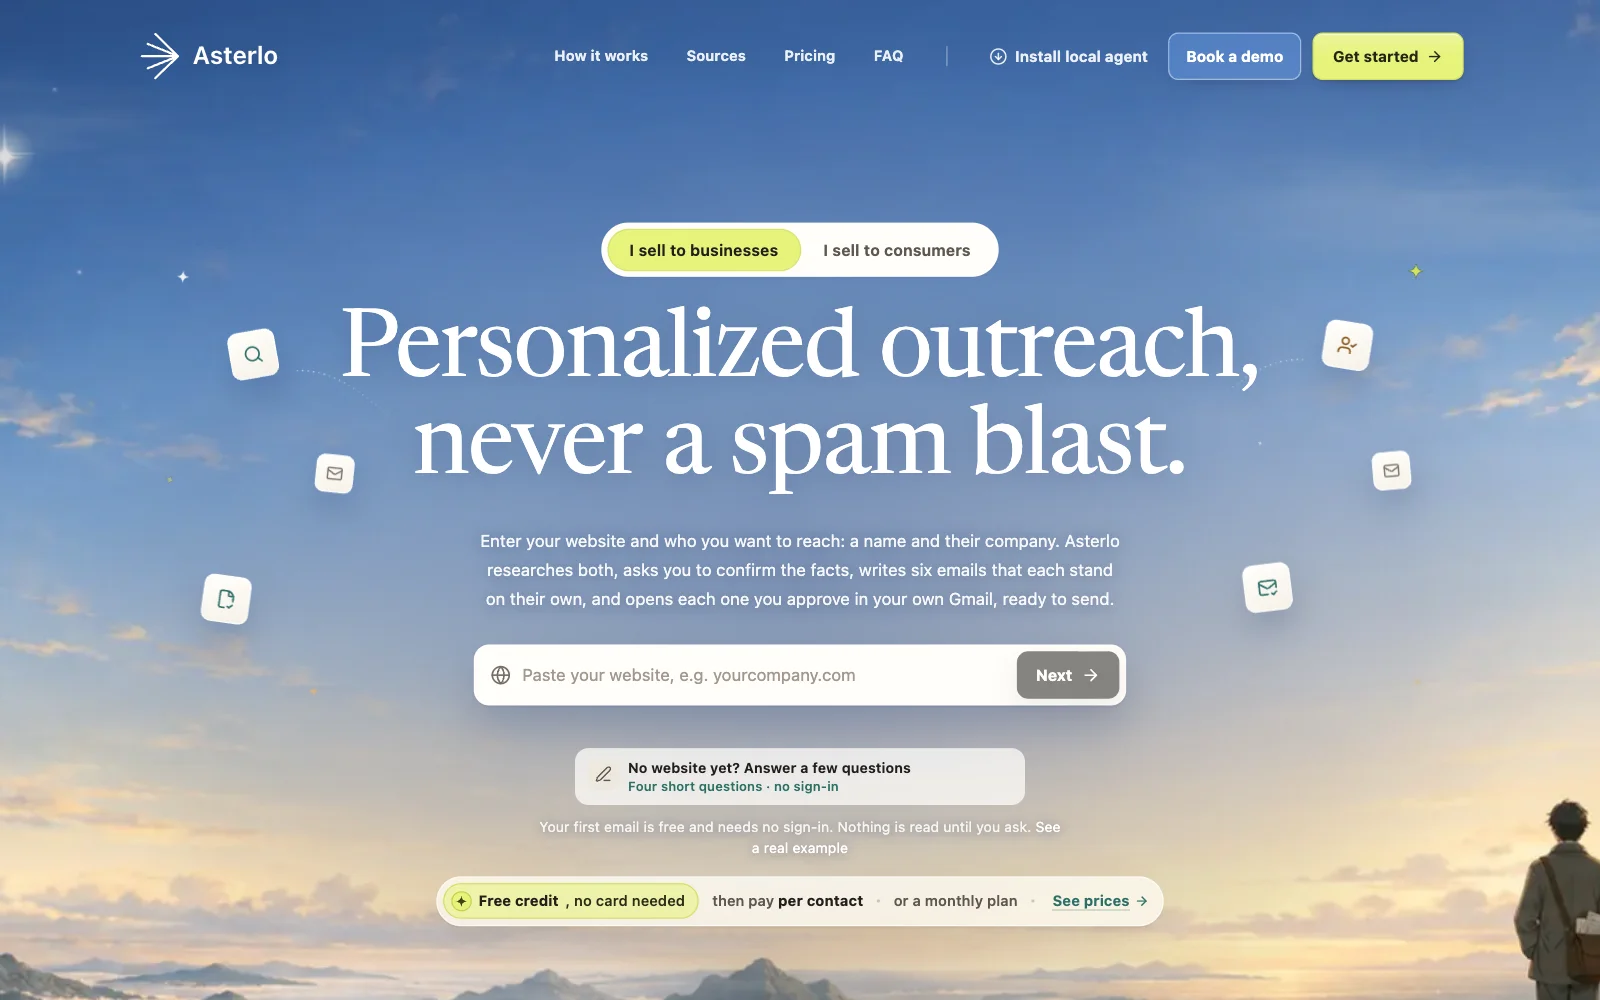 Asterlo
How it works
Sources
Pricing
FAQ
Install local agent
Book a demo
Get started
I sell to businesses
I sell to consumers
Personalized outreach,
never a spam blast.
Enter your website and who you want to reach: a name and their company. Asterlo
researches both, asks you to confirm the facts, writes six emails that each stand
on their own, and opens each one you approve in your own Gmail, ready to send.
Paste your website, e.g. yourcompany.com
Next
No website yet? Answer a few questions
Four short questions · no sign-in
Your first email is free and needs no sign-in. Nothing is read until you ask. See
a real example
Free credit , no card needed then pay per contact · or a monthly plan · See prices →